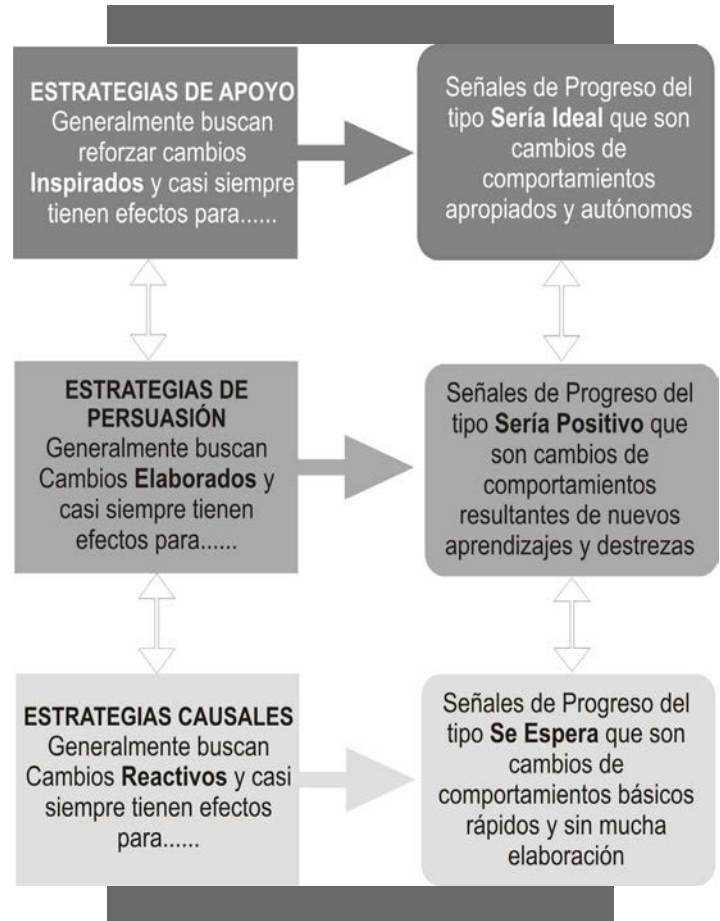 ESTRATEGIAS DE APOYO
Generalmente buscan
reforzar cambios
Inspirados y casi siempre
tienen efectos para......
Señales de Progreso del
tipo Sería Ideal que son
cambios de
comportamientos
apropiados y autónomos
ESTRATEGIAS DE
PERSUASIÓN
Generalmente buscan
Cambios Elaborados y
casi siempre tienen
efectos para......
Señales de Progreso del
tipo Sería Positivo que
son cambios de
comportamientos
resultantes de nuevos
aprendizajes y destrezas
ESTRATEGIAS CAUSALES
Generalmente buscan
Cambios Reactivos y casi
siempre tienen efectos
para......
Señales de Progreso del
tipo Se Espera que son
cambios de
comportamientos básicos
rápidos y sin mucha
elaboración